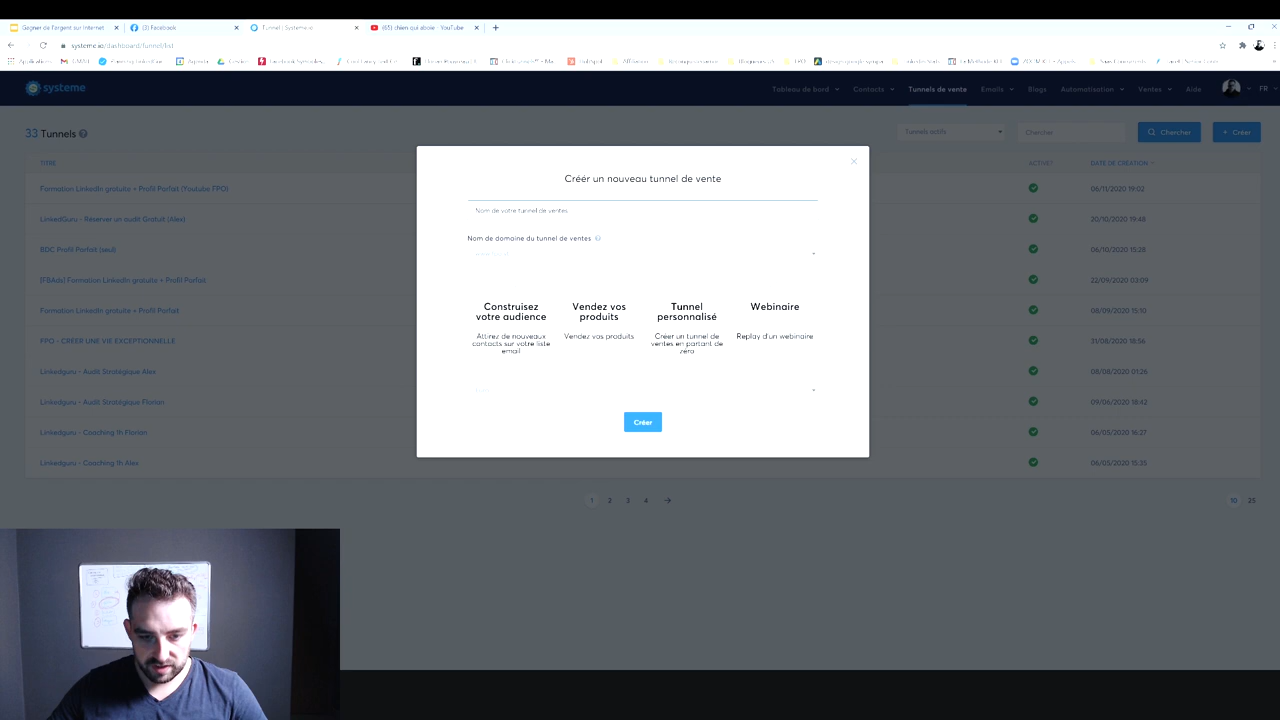 Gagner de l'argent sur Internet
(3) Facebook
Tunnel | Systeme.io
(65) chien qui aboie - YouTube
systeme.io/dashboard/funnel/list
Applications
GMAIL
systeme
Tableau de bord
Contacts
Tunnels de vente
Emails
Blogs
Automatisation
Ventes
Aide
FR
33 Tunnels
Tunnels actifs
Chercher
Chercher
+ Créer
TITRE
ACTIVE?
DATE DE CRÉATION
Formation LinkedIn gratuite + Profil Parfait (Youtube FPO)
06/11/2020 19:02
LinkedGuru - Réserver un audit Gratuit (Alex)
20/10/2020 19:48
BDC Profil Parfait (seul)
06/10/2020 15:28
[FBAds] Formation LinkedIn gratuite + Profil Parfait
22/09/2020 03:09
Formation LinkedIn gratuite + Profil Parfait
08/09/2020 15:10
FPO - CRÉER UNE VIE EXCEPTIONNELLE
31/08/2020 18:56
Linkedguru - Audit Stratégique Alex
08/08/2020 01:26
Linkedguru - Audit Stratégique Florian
09/06/2020 18:42
Linkedguru - Coaching 1h Florian
06/05/2020 16:27
Linkedguru - Coaching 1h Alex
06/05/2020 15:35
1 2 3 4
10 25
Créér un nouveau tunnel de vente
Nom de votre tunnel de ventes
Nom de domaine du tunnel de ventes
Construisez
votre audience
Attirez de nouveaux
contacts sur votre liste
email
Vendez vos
produits
Vendez vos produits
Tunnel
personnalisé
Créer un tunnel de
ventes en partant de
zéro
Webinaire
Replay d'un webinaire
Créer